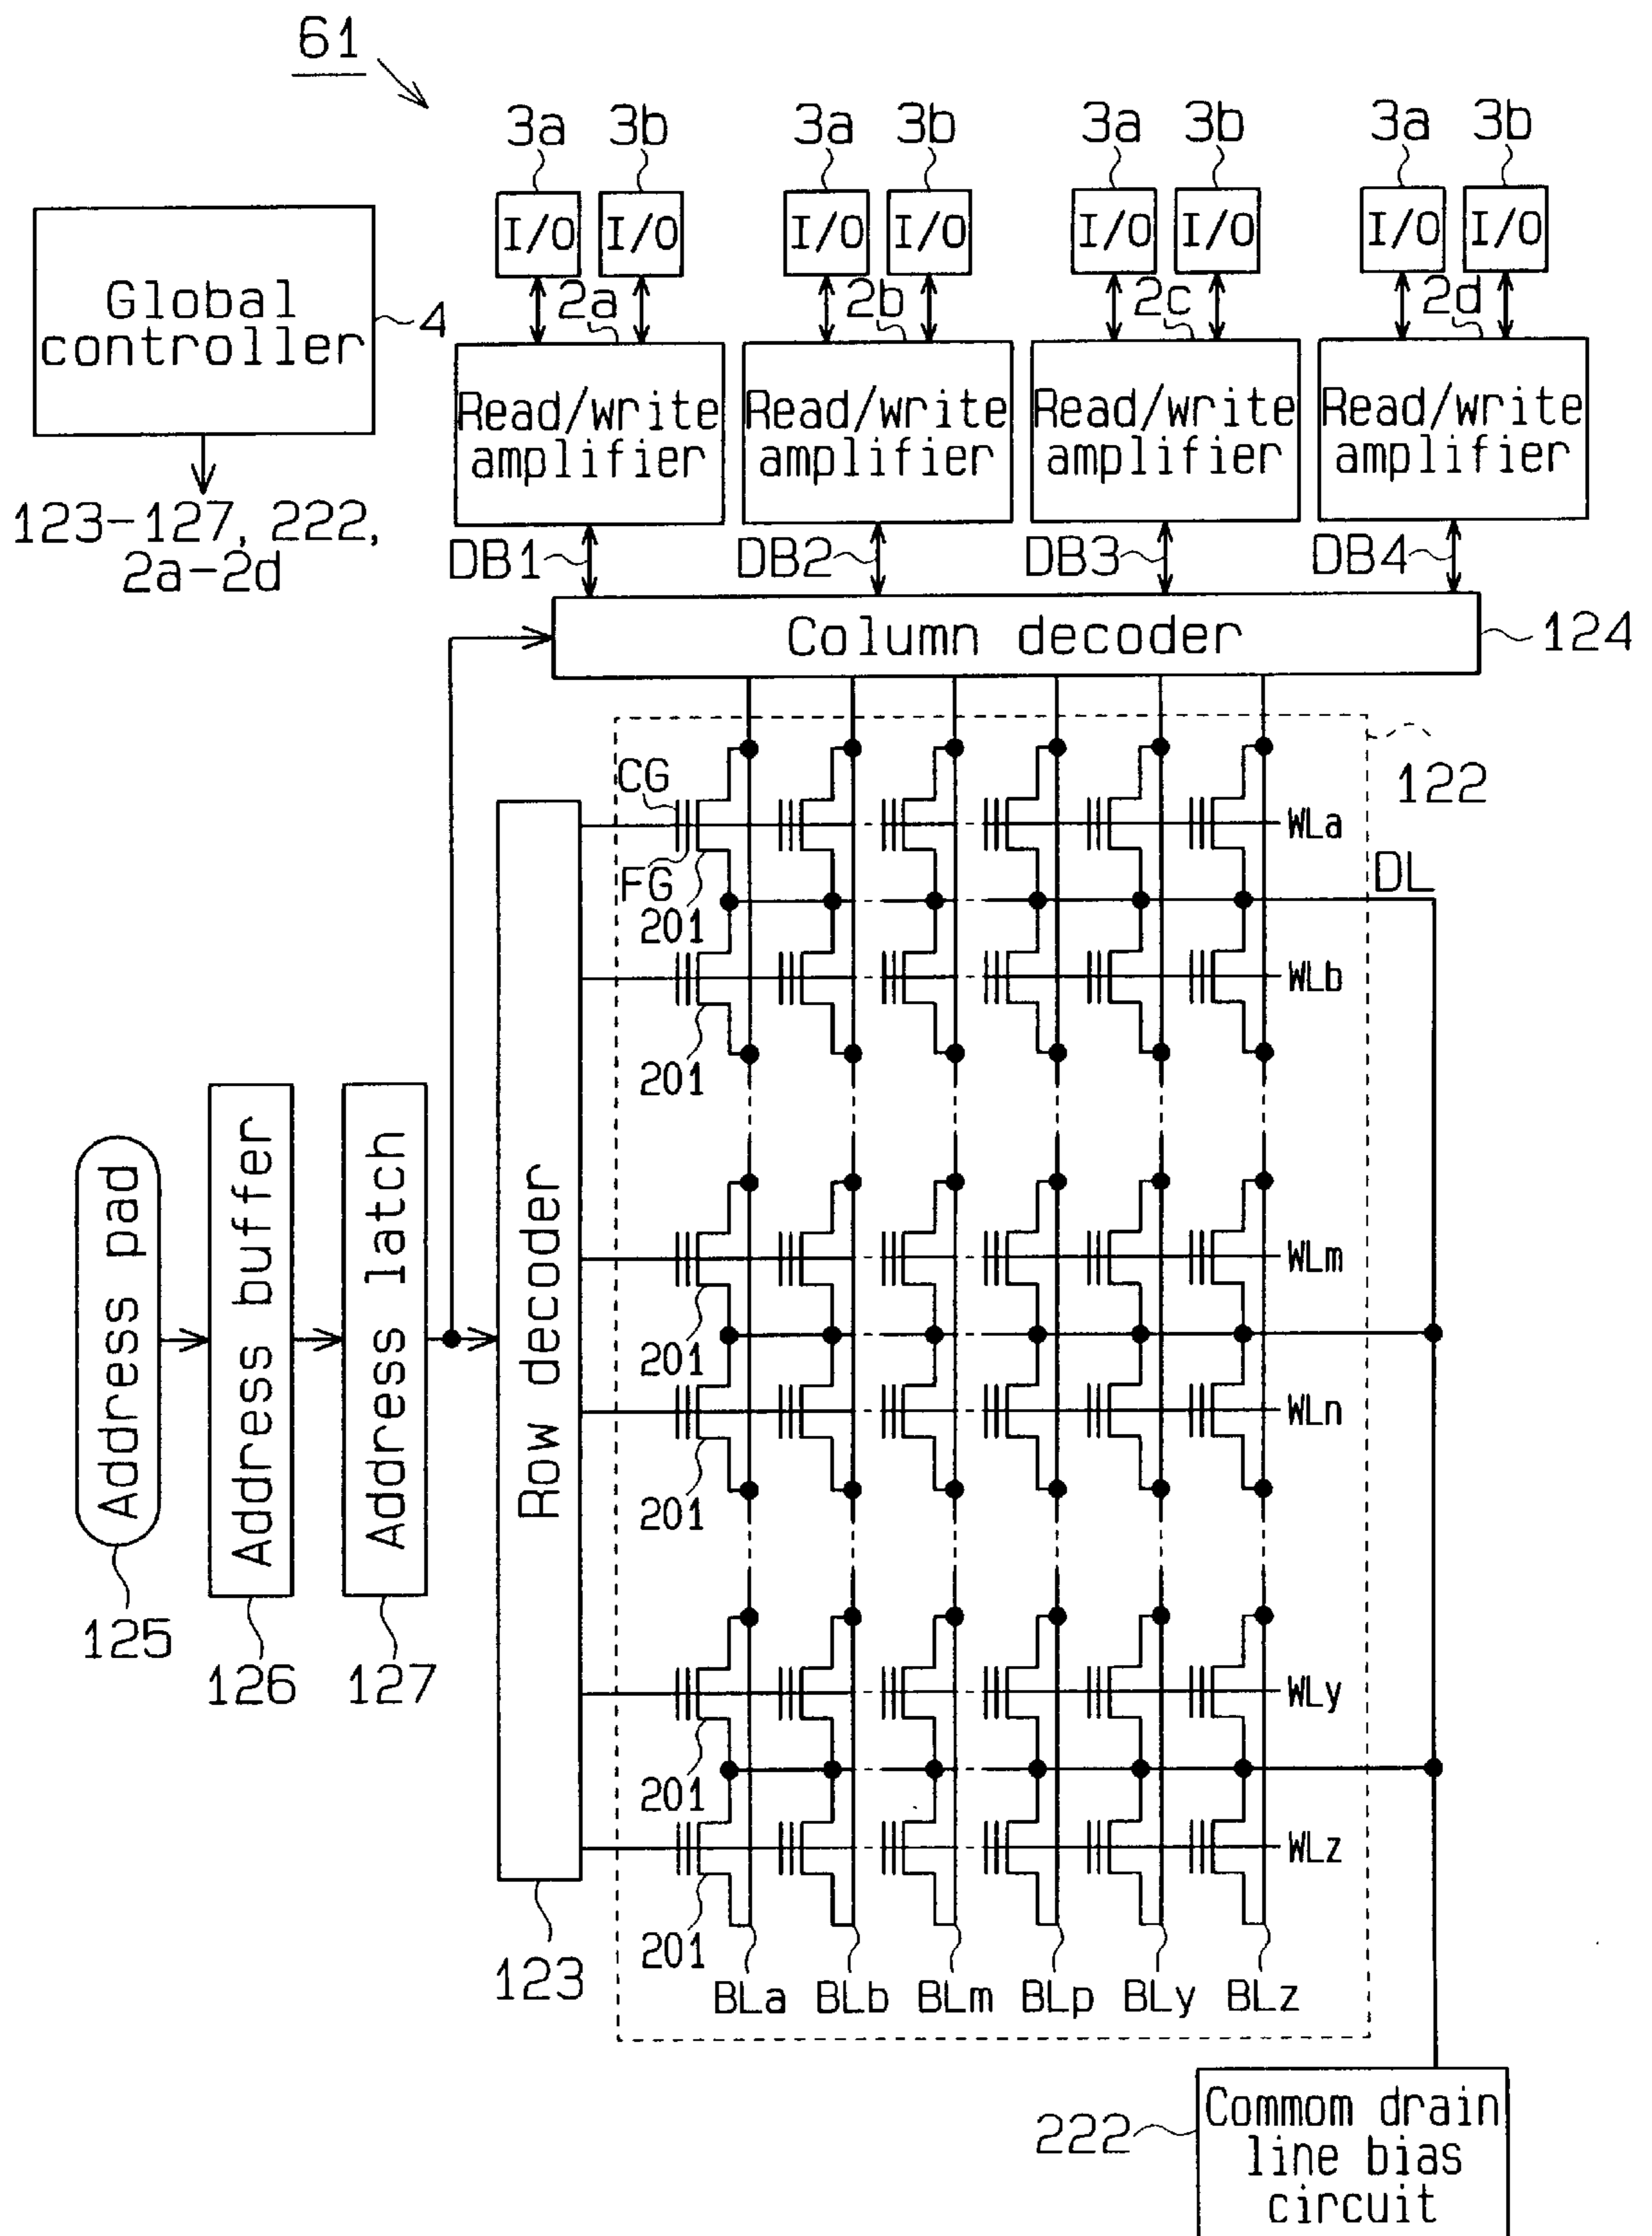 61
3a 3b 3a 3b 3a 3b 3a 3b
I/O I/O I/O I/O I/O I/O I/O I/O
2a 2b 2c 2d
Global
controller
4
Read/write
amplifier
Read/write
amplifier
Read/write
amplifier
Read/write
amplifier
123-127, 222,
2a-2d
DB1 DB2 DB3 DB4
Column decoder
124
122
CG
WLa
FG
201
DL
WLb
201
WLm
201
WLn
201
WLy
201
WLz
201
Address pad
Address buffer
Address latch
Row decoder
125
126
127
123
BLa BLb BLm BLp BLy BLz
222
Commom drain
line bias
circuit